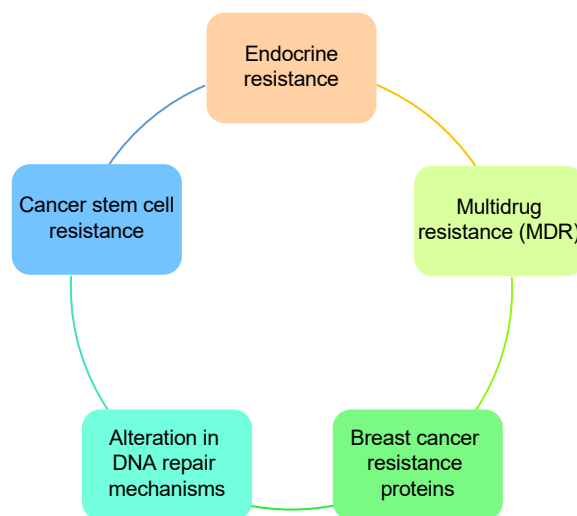 Endocrine
resistance
Multidrug
resistance (MDR)
Breast cancer
resistance
proteins
Alteration in
DNA repair
mechanisms
Cancer stem cell
resistance